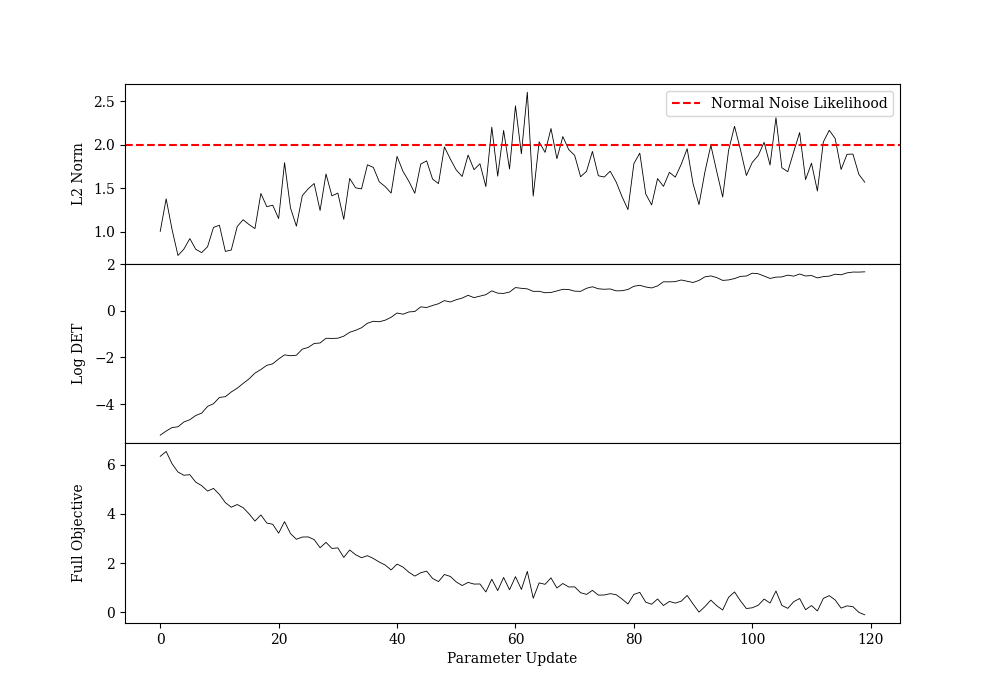 2.5
2.0
1.5
1.0
L2 Norm
Normal Noise Likelihood
2
0
−2
−4
Log DET
6
4
2
0
Full Objective
0 20 40 60 80 100 120
Parameter Update